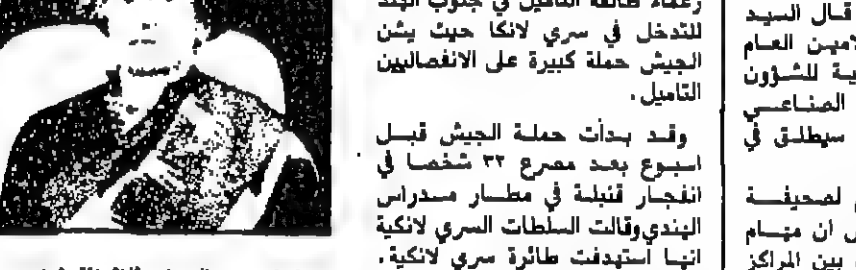 قال السيد
لامين العام
ية للشؤون
الصناعي
سيطلق في
لصحيفة
ن أن مهام
بين المراكز
زعماء طائفة التاميل في جنوب الهند
للتدخل في سري لانكا حيث يشن
الجيش حملة كبيرة على الانفصاليين
التاميل .
وقد بدأت حملة الجيش قبل
اسبوع بعد مصرع ٣٢ شخصا في
انفجار قنبلة في مطار مدراس
الهندي وقالت السلطات السري لانكية
انها استهدفت طائرة سري لانكية .